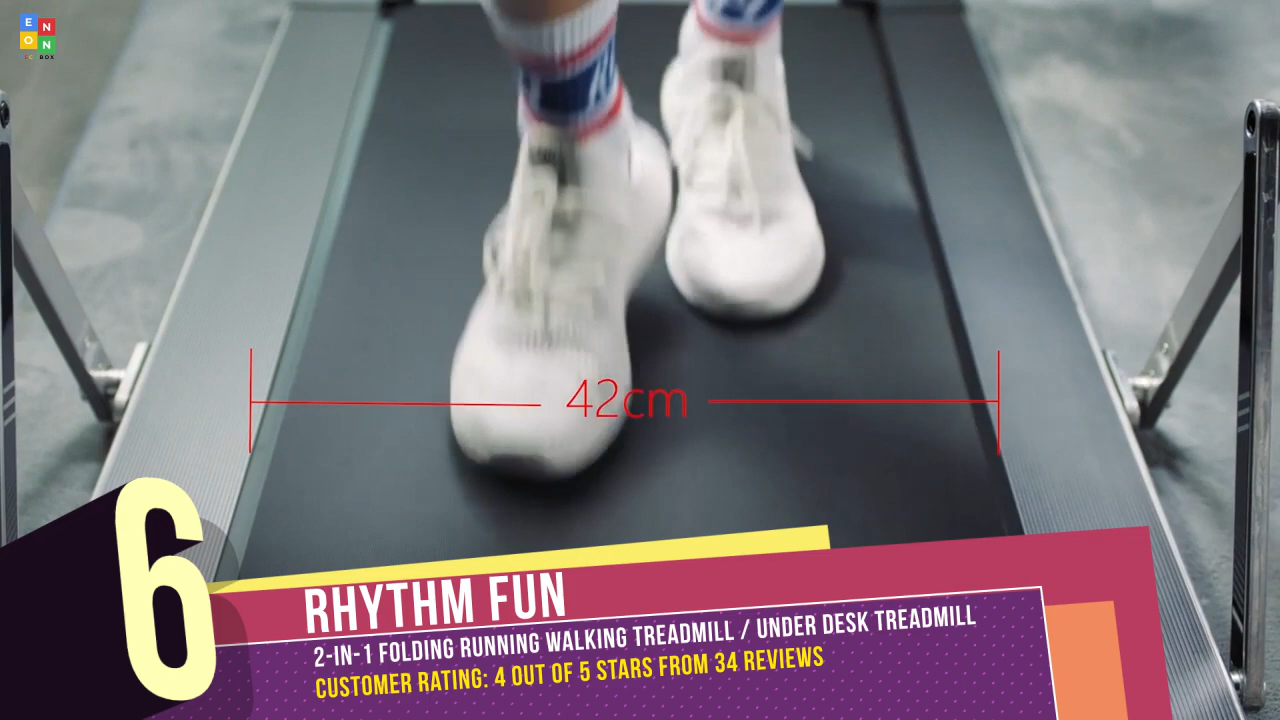 E N
O N
BOX
42cm
6
RHYTHM FUN
2-IN-1 FOLDING RUNNING WALKING TREADMILL / UNDER DESK TREADMILL
CUSTOMER RATING: 4 OUT OF 5 STARS FROM 34 REVIEWS